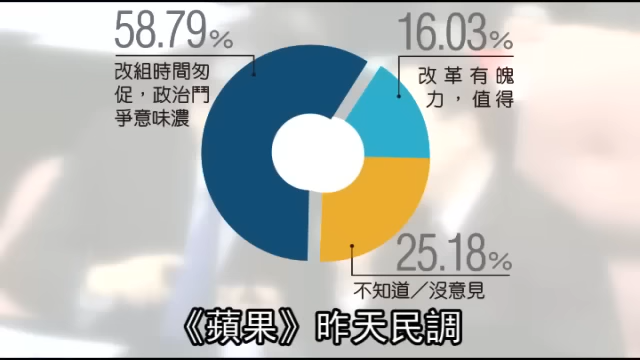 58.79%
改組時間匆
促，政治鬥
爭意味濃
16.03%
改革有魄
力，值得
25.18%
不知道／沒意見
《蘋果》昨天民調